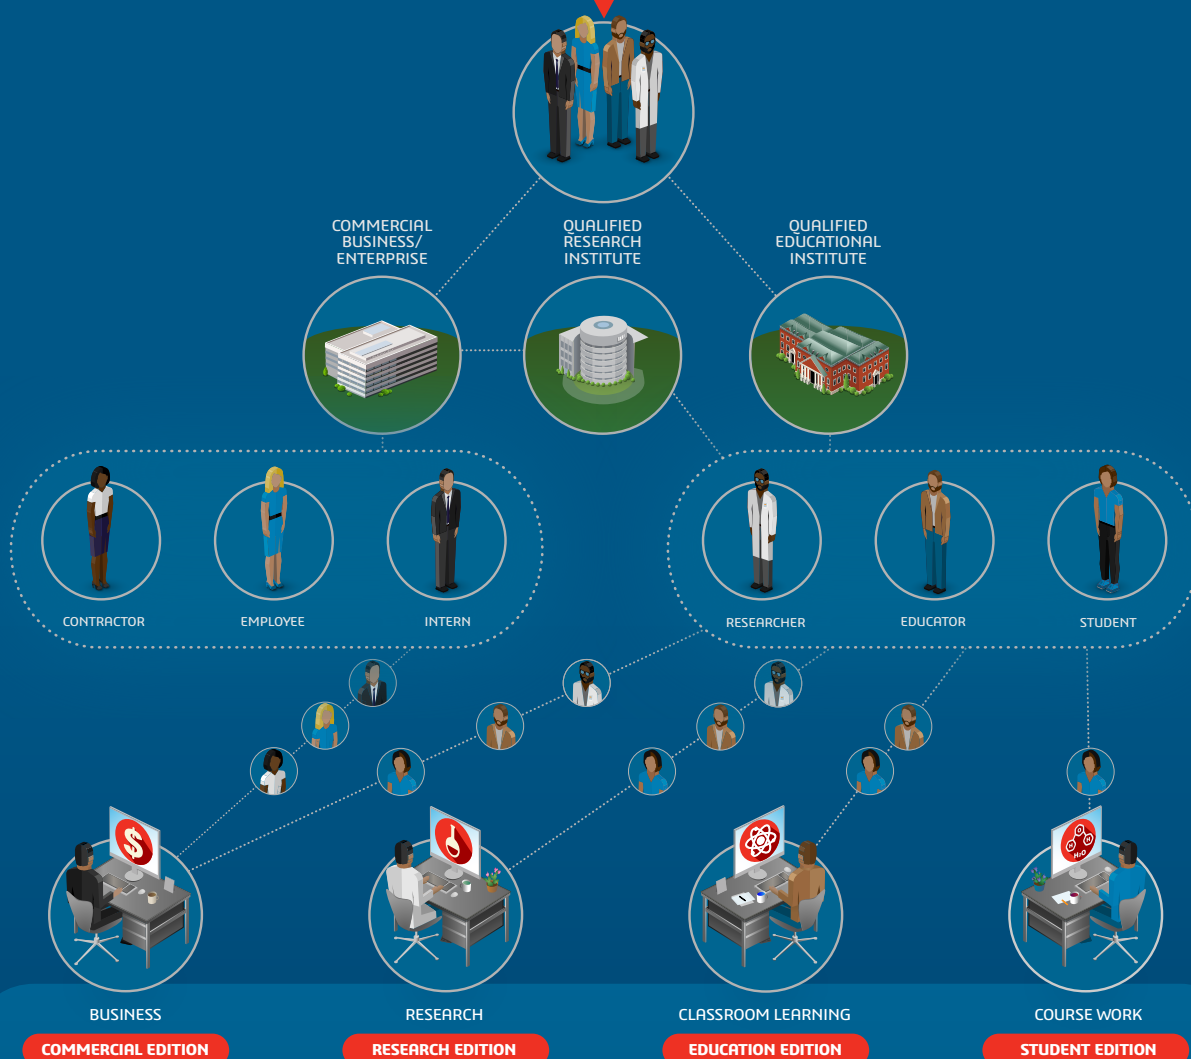 COMMERCIAL
BUSINESS/
ENTERPRISE
QUALIFIED
RESEARCH
INSTITUTE
QUALIFIED
EDUCATIONAL
INSTITUTE
CONTRACTOR
EMPLOYEE
INTERN
RESEARCHER
EDUCATOR
STUDENT
$
H O H
H₂O
BUSINESS
RESEARCH
CLASSROOM LEARNING
COURSE WORK
COMMERCIAL EDITION
RESEARCH EDITION
EDUCATION EDITION
STUDENT EDITION